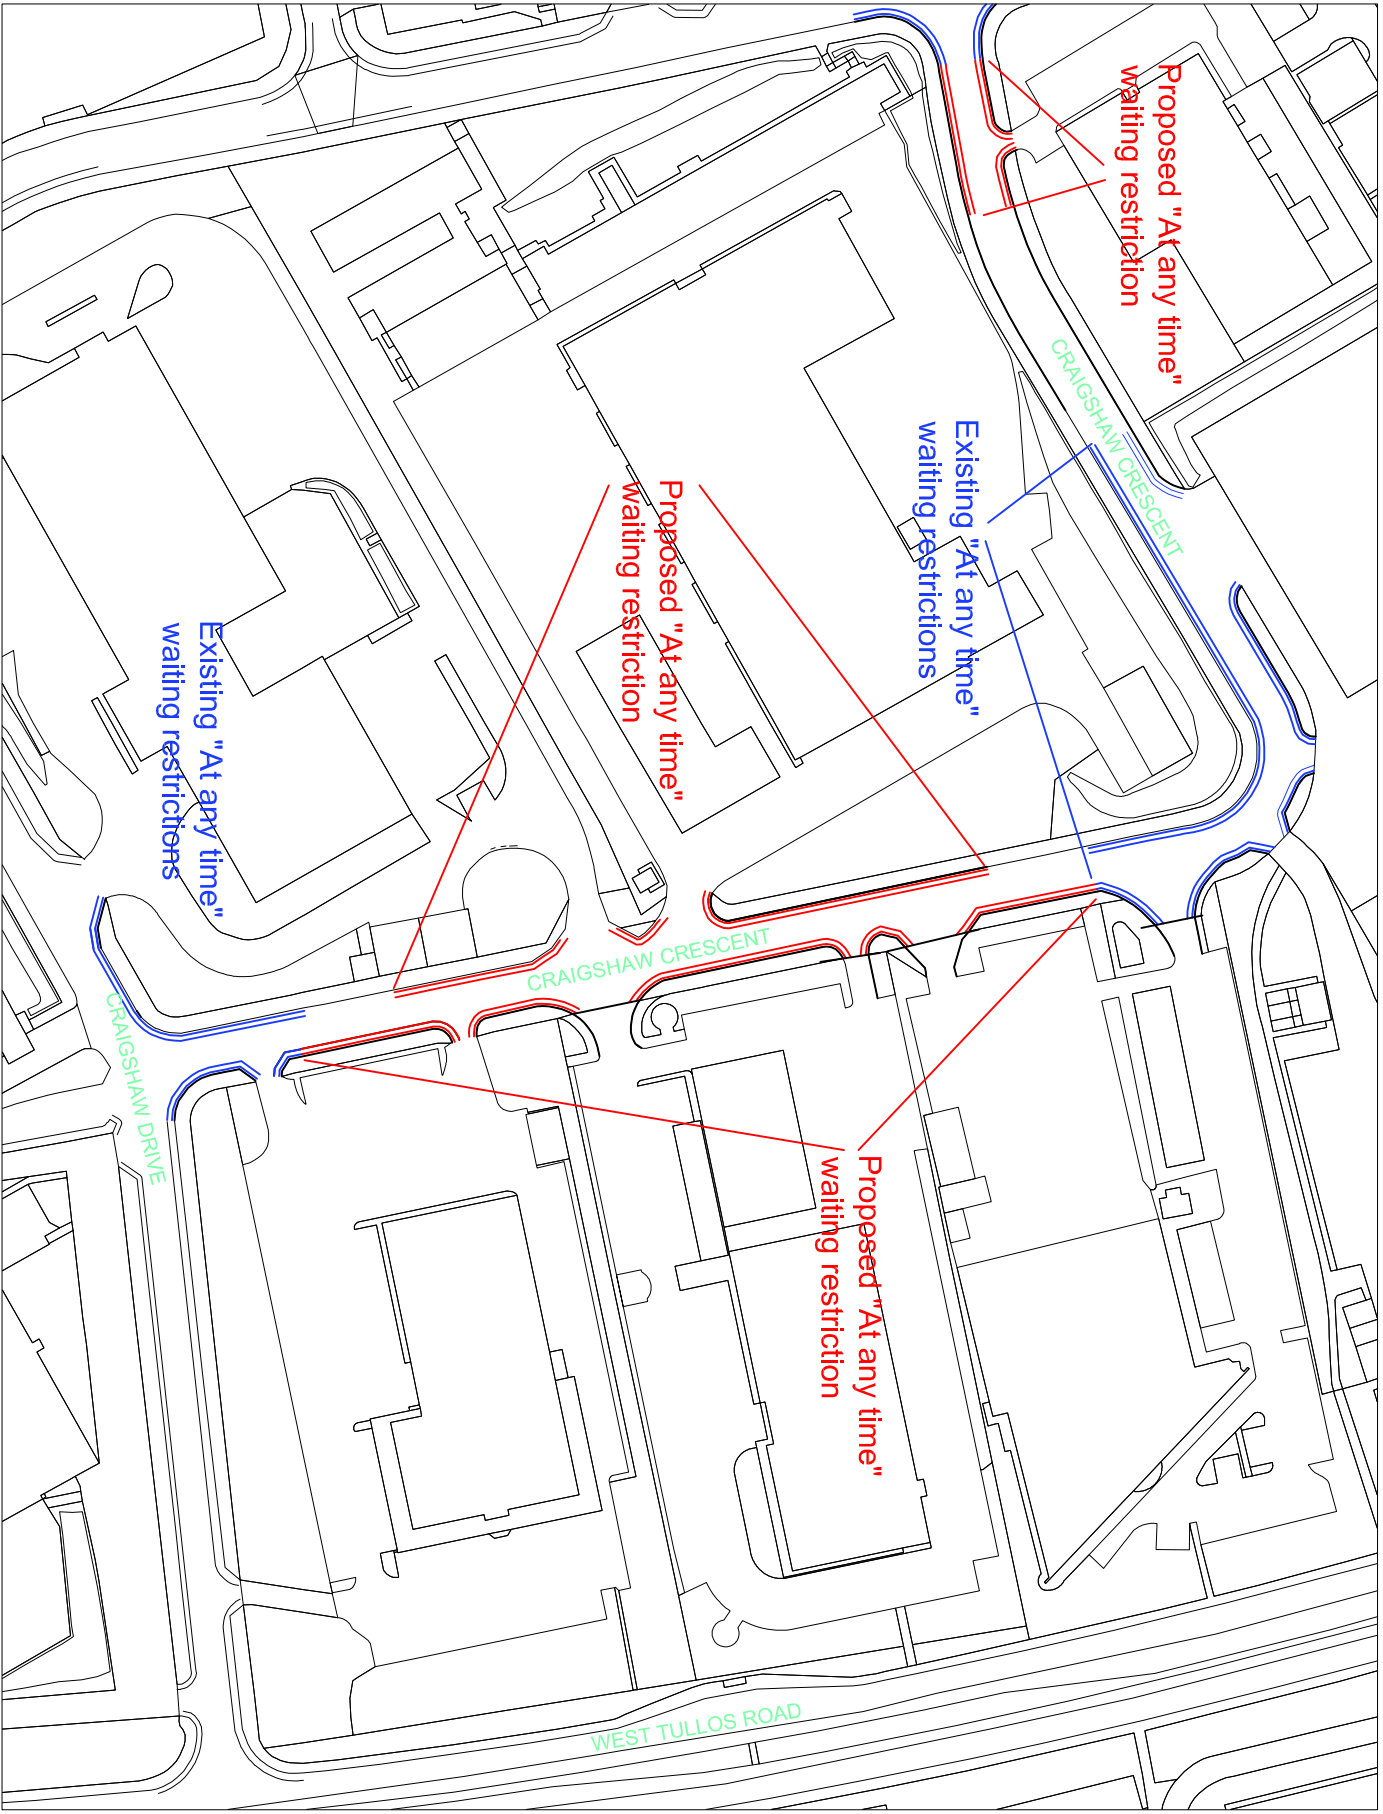 Proposed "At any time"
waiting restriction
CRAIGSHAW CRESCENT
Existing "At any time"
waiting restrictions
Proposed "At any time"
waiting restriction
Existing "At any time"
waiting restrictions
CRAIGSHAW CRESCENT
CRAIGSHAW DRIVE
Proposed "At any time"
waiting restriction
WEST TULLOS ROAD